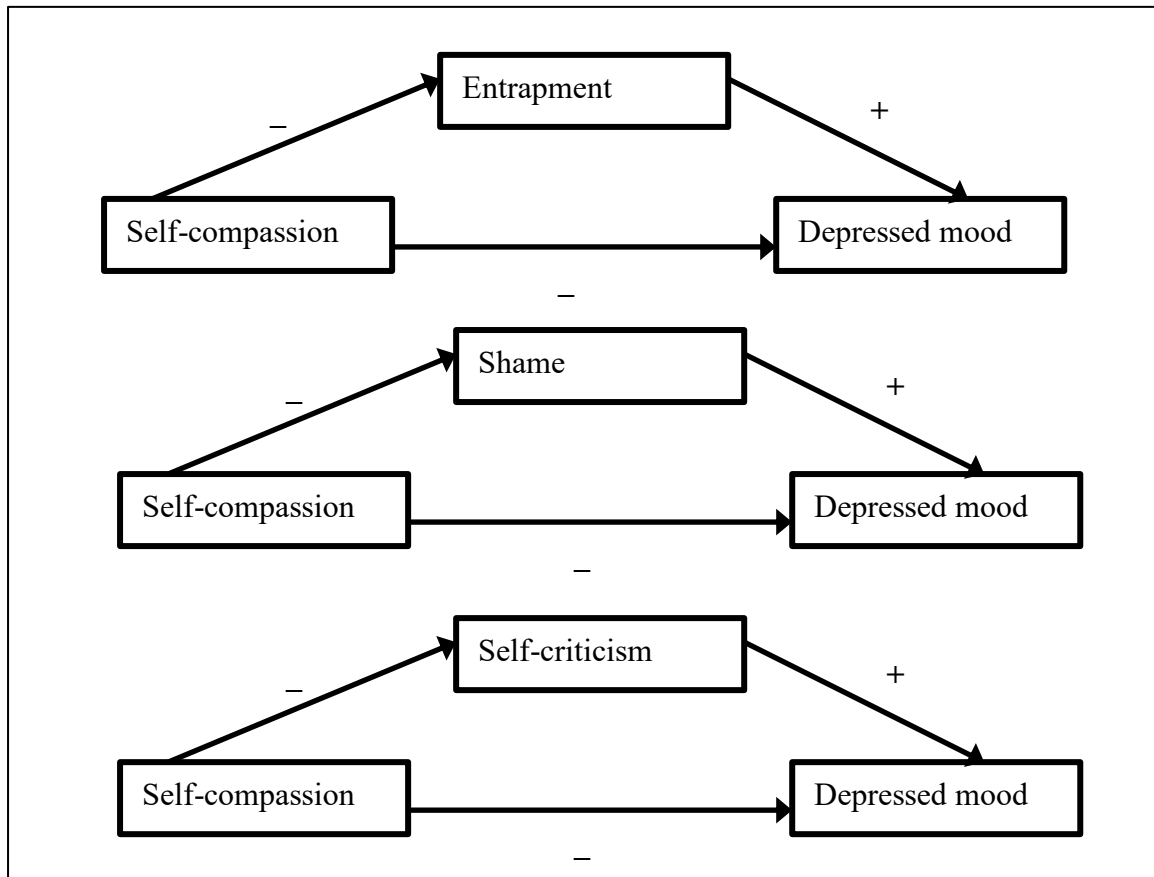 Entrapment
–
+
Self-compassion
Depressed mood
–
Shame
–
+
Self-compassion
Depressed mood
–
Self-criticism
–
+
Self-compassion
Depressed mood
–